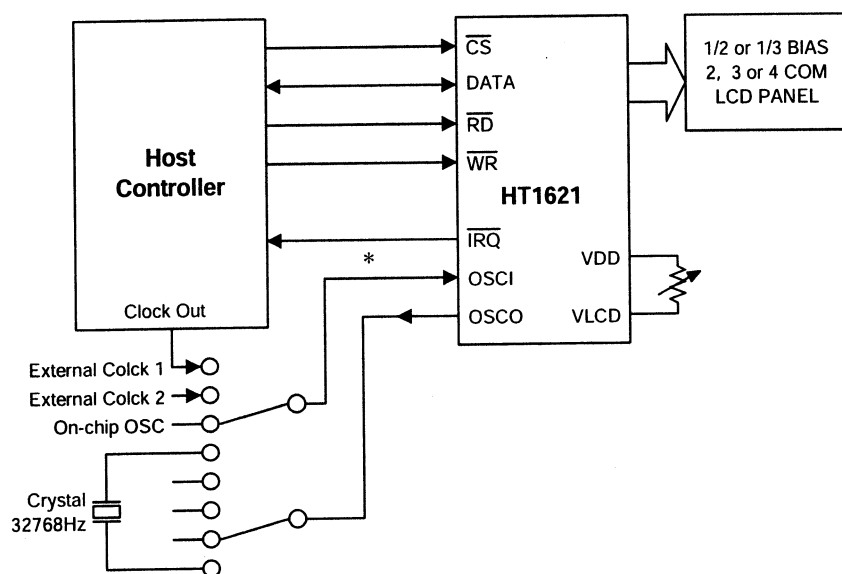 Host
Controller
Clock Out
CS
DATA
RD
WR
IRQ
OSCI
OSCO
HT1621
VDD
VLCD
1/2 or 1/3 BIAS
2, 3 or 4 COM
LCD PANEL
*
External Colck 1
External Colck 2
On-chip OSC
Crystal
32768Hz